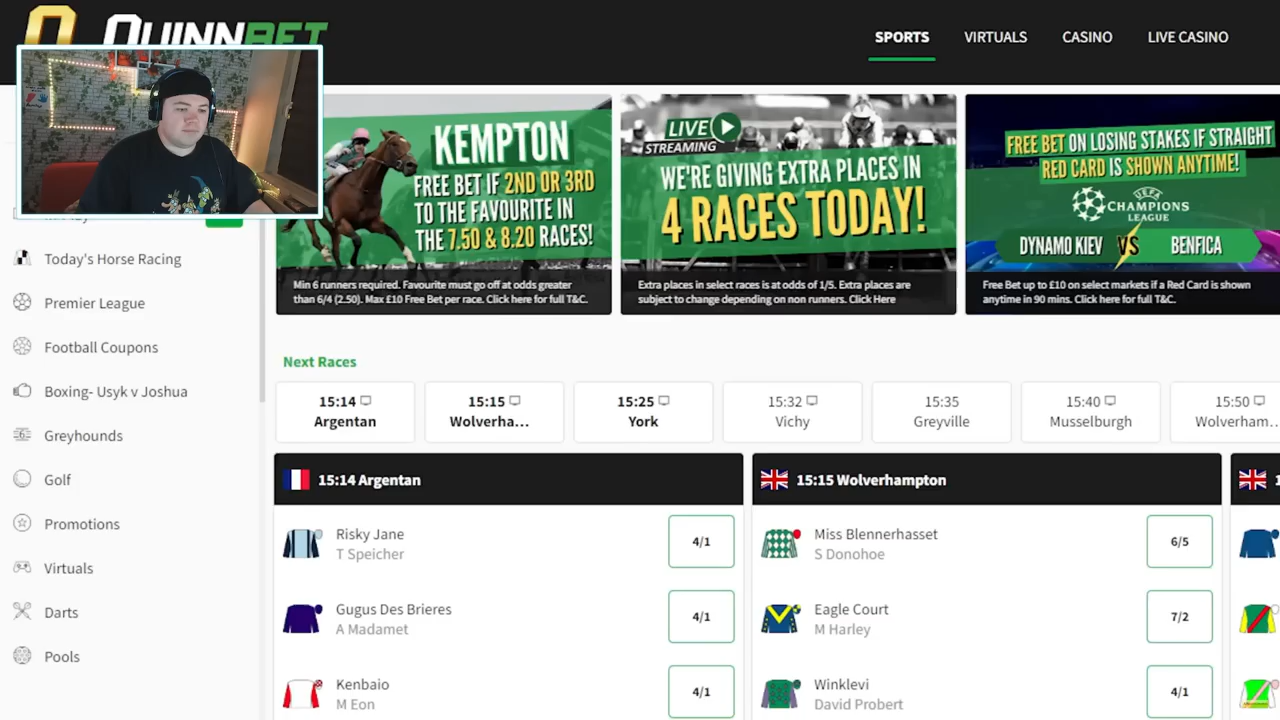 QUINNBET
SPORTS
VIRTUALS
CASINO
LIVE CASINO
KEMPTON
FREE BET IF 2ND OR 3RD
TO THE FAVOURITE IN
THE 7.50 & 8.20 RACES!
Min 6 runners required. Favourite must go off at odds greater
than 6/4 (2.50). Max £10 Free Bet per race. Click here for full T&C.
LIVE
STREAMING
WE'RE GIVING EXTRA PLACES IN
4 RACES TODAY!
Extra places in select races is at odds of 1/5. Extra places are
subject to change depending on non runners. Click Here
FREE BET ON LOSING STAKES IF STRAIGHT
RED CARD IS SHOWN ANYTIME!
UEFA
CHAMPIONS
LEAGUE
DYNAMO KIEV VS BENFICA
Free Bet up to £10 on select markets if a Red Card is shown
anytime in 90 mins. Click here for full T&C.
Today's Horse Racing
Premier League
Football Coupons
Boxing- Usyk v Joshua
Greyhounds
Golf
Promotions
Virtuals
Darts
Pools
Next Races
15:14
Argentan
15:15
Wolverha...
15:25
York
15:32
Vichy
15:35
Greyville
15:40
Musselburgh
15:50
Wolverham...
15:14 Argentan
Risky Jane
T Speicher
4/1
Gugus Des Brieres
A Madamet
4/1
Kenbaio
M Eon
4/1
15:15 Wolverhampton
Miss Blennerhasset
S Donohoe
6/5
Eagle Court
M Harley
7/2
Winklevi
David Probert
4/1